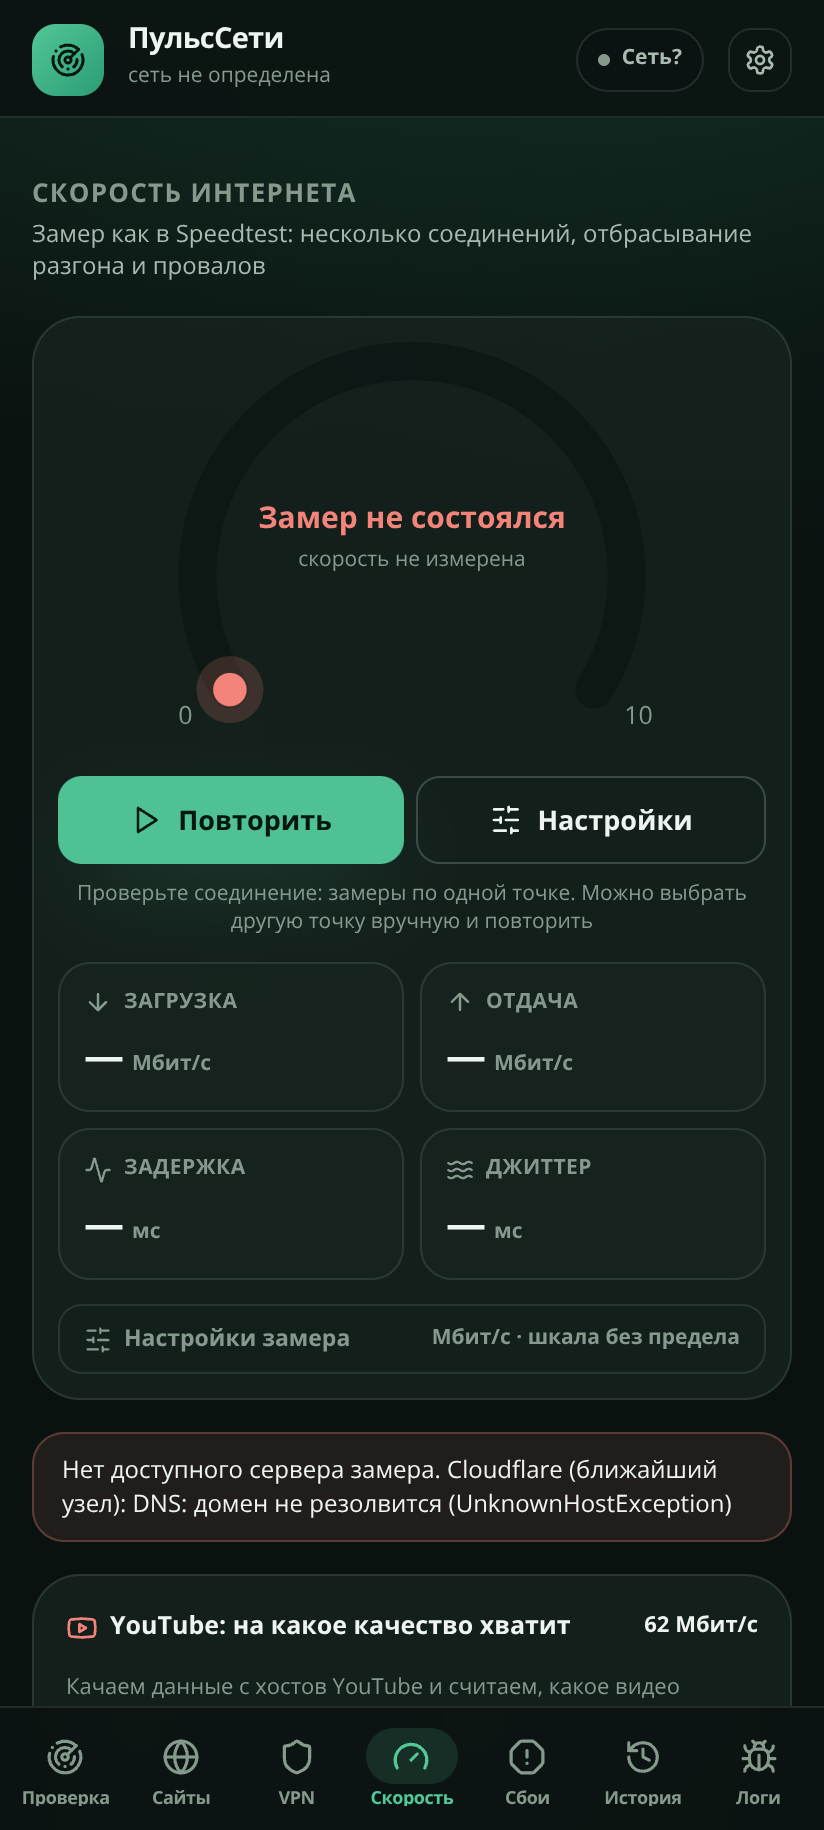 ПульсСети
сеть не определена
Сеть?
СКОРОСТЬ ИНТЕРНЕТА
Замер как в Speedtest: несколько соединений, отбрасывание
разгона и провалов
Замер не состоялся
скорость не измерена
0
10
Повторить
Настройки
Проверьте соединение: замеры по одной точке. Можно выбрать
другую точку вручную и повторить
ЗАГРУЗКА
— Мбит/с
ОТДАЧА
— Мбит/с
ЗАДЕРЖКА
— мс
ДЖИТТЕР
— мс
Настройки замера
Мбит/с · шкала без предела
Нет доступного сервера замера. Cloudflare (ближайший
узел): DNS: домен не резолвится (UnknownHostException)
YouTube: на какое качество хватит
62 Мбит/с
Качаем данные с хостов YouTube и считаем, какое видео
Проверка
Сайты
VPN
Скорость
Сбои
История
Логи